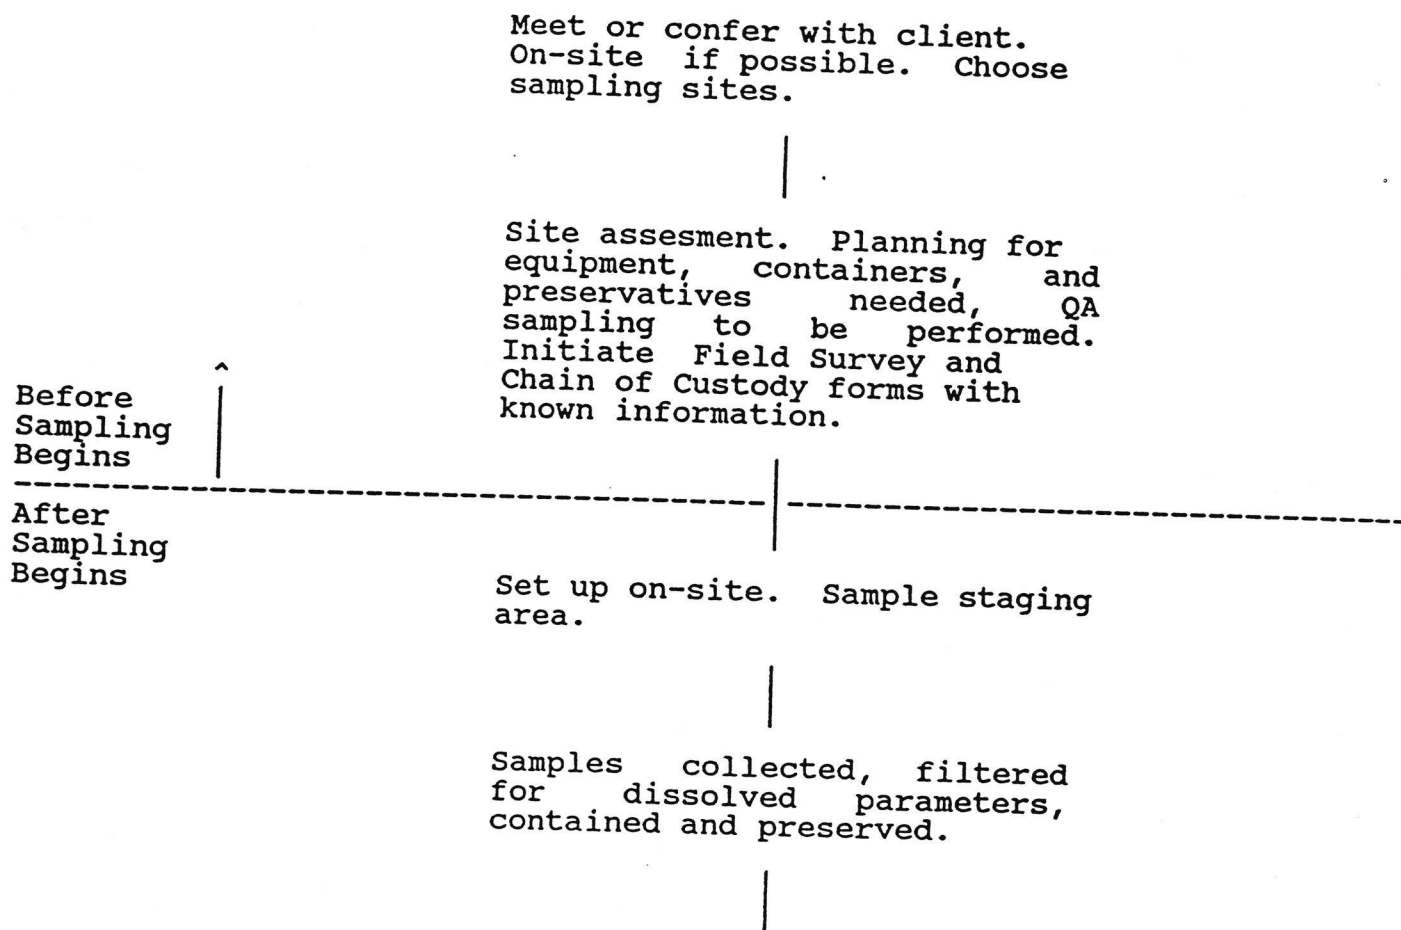 Meet or confer with client.
On-site if possible. Choose
sampling sites.
Site assesment. Planning for
equipment, containers, and
preservatives needed, QA
sampling to be performed.
Initiate Field Survey and
Chain of Custody forms with
known information.
Before
Sampling
Begins
After
Sampling
Begins
Set up on-site. Sample staging
area.
Samples collected, filtered
for dissolved parameters,
contained and preserved.